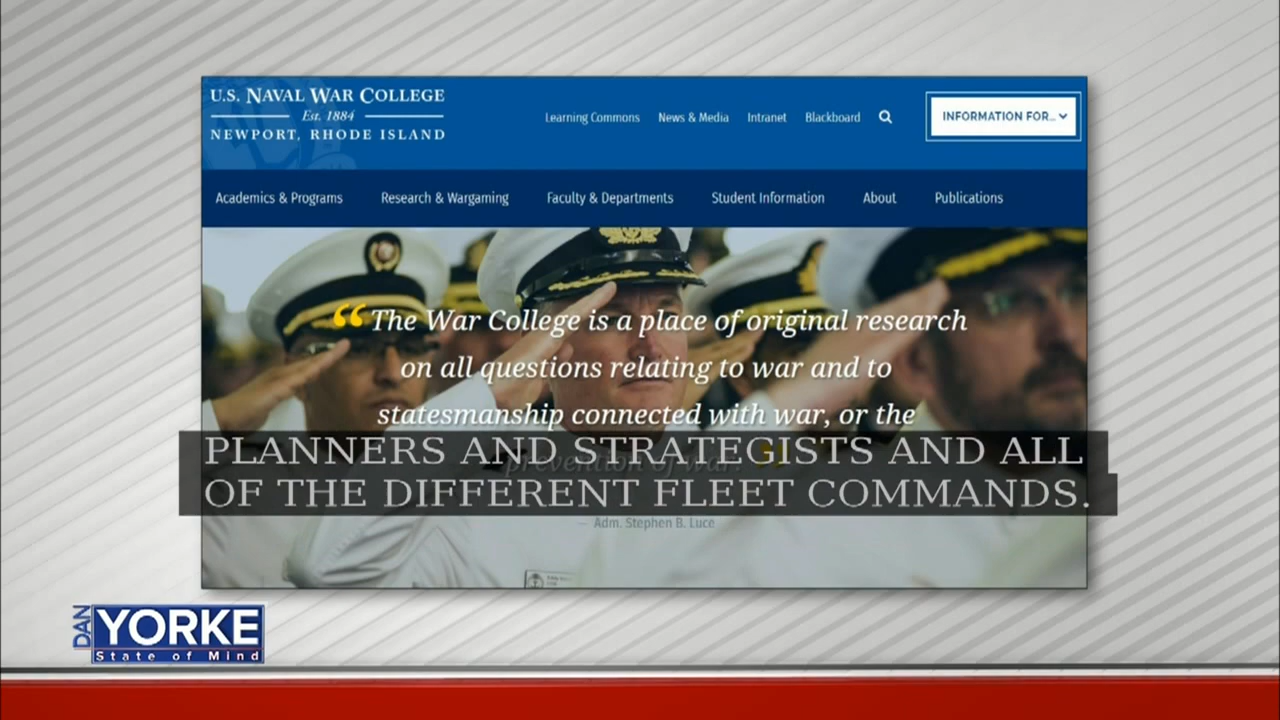 U.S. NAVAL WAR COLLEGE
Est. 1884
NEWPORT, RHODE ISLAND
Learning Commons News & Media Intranet Blackboard
INFORMATION FOR...
Academics & Programs Research & Wargaming Faculty & Departments Student Information About Publications
“The War College is a place of original research
on all questions relating to war and to
statesmanship connected with war, or the
prevention of war. ”
PLANNERS AND STRATEGISTS AND ALL
OF THE DIFFERENT FLEET COMMANDS.
— Adm. Stephen B. Luce
DAN
YORKE
State of Mind